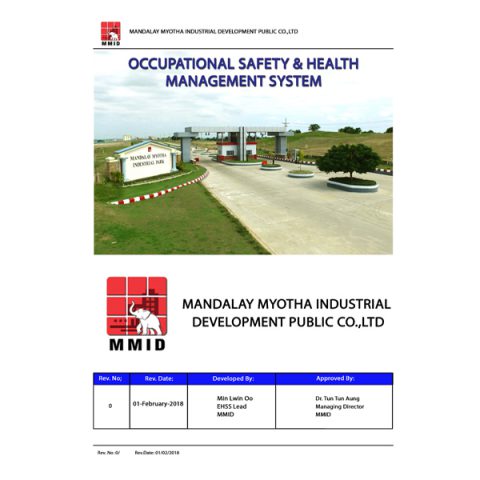 MMID
MANDALAY MYOTHA INDUSTRIAL DEVELOPMENT PUBLIC CO.,LTD
OCCUPATIONAL SAFETY & HEALTH
MANAGEMENT SYSTEM
MANDALAY MYOTHA
INDUSTRIAL PARK
MMID
MANDALAY MYOTHA INDUSTRIAL
DEVELOPMENT PUBLIC CO.,LTD
Rev. No; Rev. Date: Developed By: Approved By:
0 01-February-2018 Min Lwin Oo Dr. Tun Tun Aung
EHSS Lead Managing Director
MMID MMID
Rev. No: 0/ Rev.Date: 01/02/2018